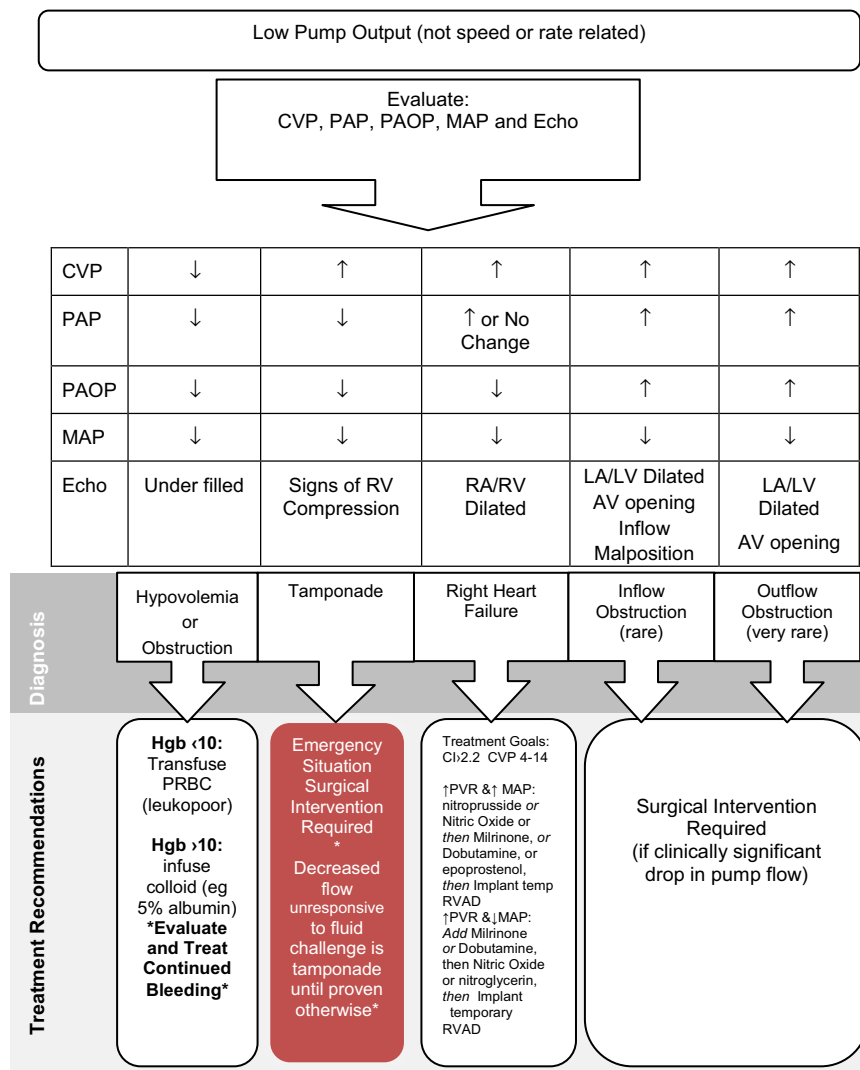 Low Pump Output (not speed or rate related)
Evaluate:
CVP, PAP, PAOP, MAP and Echo
CVP ↓ ↑ ↑ ↑ ↑
PAP ↓ ↓ ↑ or No Change ↑ ↑
PAOP ↓ ↓ ↓ ↑ ↑
MAP ↓ ↓ ↓ ↓ ↓
Echo
Under filled
Signs of RV
Compression
RA/RV
Dilated
LA/LV Dilated
AV opening
Inflow
Malposition
LA/LV
Dilated
AV opening
Diagnosis
Hypovolemia
or
Obstruction
Tamponade
Right Heart
Failure
Inflow
Obstruction
(rare)
Outflow
Obstruction
(very rare)
Treatment Recommendations
Hgb ‹10:
Transfuse
PRBC
(leukopoor)
Hgb ›10:
infuse
colloid (eg
5% albumin)
*Evaluate
and Treat
Continued
Bleeding*
Emergency
Situation
Surgical
Intervention
Required
*
Decreased
flow
unresponsive
to fluid
challenge is
tamponade
until proven
otherwise*
Treatment Goals:
CI›2.2 CVP 4-14
↑PVR &↑ MAP:
nitroprusside or
Nitric Oxide or
then Milrinone, or
Dobutamine, or
epoprostenol,
then Implant temp
RVAD
↑PVR &↓MAP:
Add Milrinone
or Dobutamine,
then Nitric Oxide
or nitroglycerin,
then Implant
temporary
RVAD
Surgical Intervention
Required
(if clinically significant
drop in pump flow)